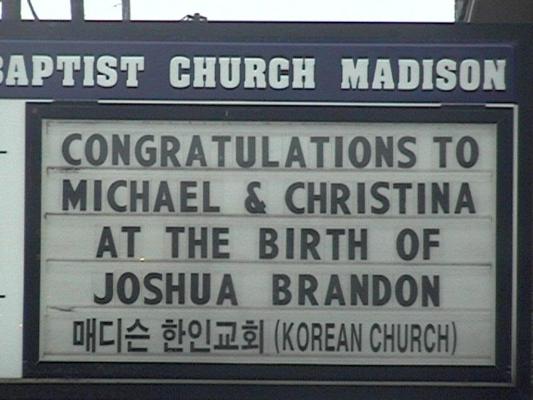 BAPTIST CHURCH MADISON
CONGRATULATIONS TO
MICHAEL & CHRISTINA
AT THE BIRTH OF
JOSHUA BRANDON
매디슨 한인교회 (KOREAN CHURCH)